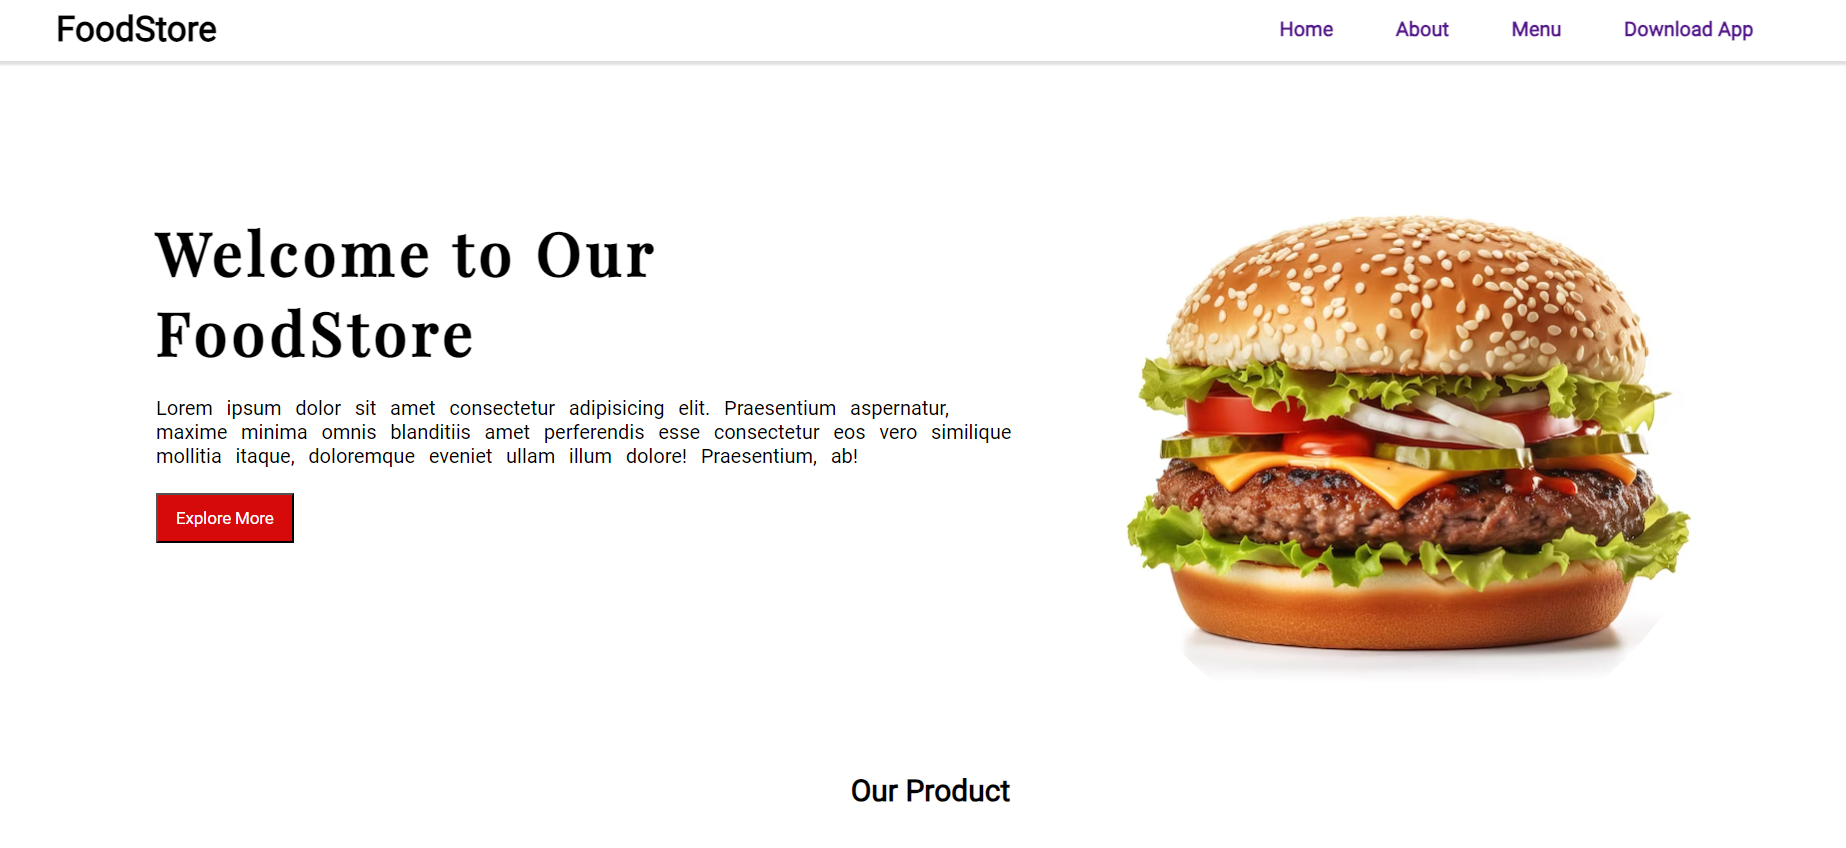 FoodStore
Home About Menu Download App
Welcome to Our
FoodStore
Lorem ipsum dolor sit amet consectetur adipisicing elit. Praesentium aspernatur,
maxime minima omnis blanditiis amet perferendis esse consectetur eos vero similique
mollitia itaque, doloremque eveniet ullam illum dolore! Praesentium, ab!
Explore More
Our Product